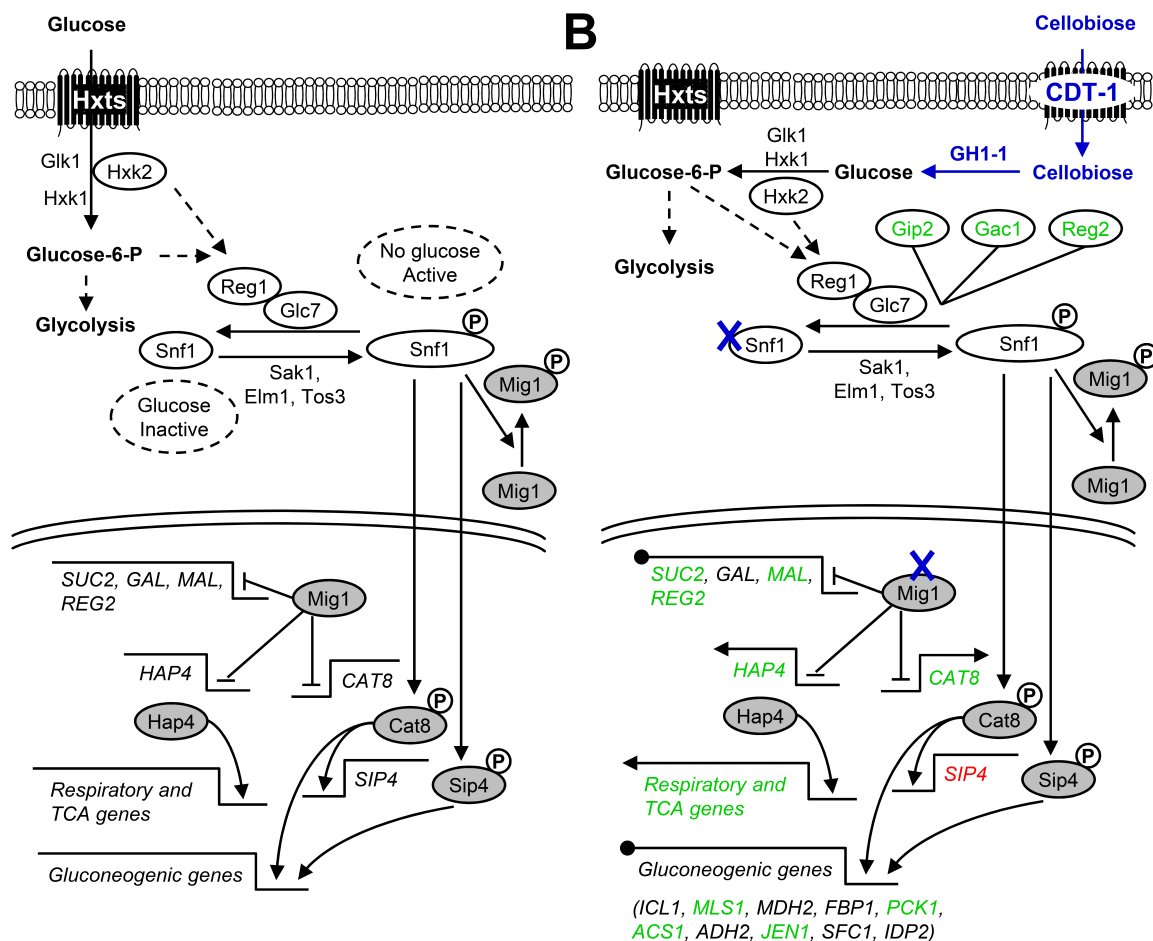 Glucose
Hxts
Glk1
Hxk2
Hxk1
Glucose-6-P
Glycolysis
No glucose
Active
Reg1
Glc7
Snf1
Snf1
P
Sak1,
Elm1, Tos3
Glucose
Inactive
Mig1
P
Mig1
SUC2, GAL, MAL,
REG2
Mig1
HAP4
CAT8
Hap4
Cat8
P
SIP4
Sip4
P
Respiratory and
TCA genes
Gluconeogenic genes
B
Cellobiose
Hxts
CDT-1
Glk1
Hxk1
Hxk2
Glucose-6-P
Glucose
GH1-1
Cellobiose
Glycolysis
Gip2
Gac1
Reg2
Reg1
Glc7
X
Snf1
Snf1
P
Sak1,
Elm1, Tos3
Mig1
P
Mig1
SUC2, GAL, MAL,
REG2
X
Mig1
HAP4
CAT8
Hap4
Cat8
P
SIP4
Sip4
P
Respiratory and
TCA genes
Gluconeogenic genes
(ICL1, MLS1, MDH2, FBP1, PCK1,
ACS1, ADH2, JEN1, SFC1, IDP2)